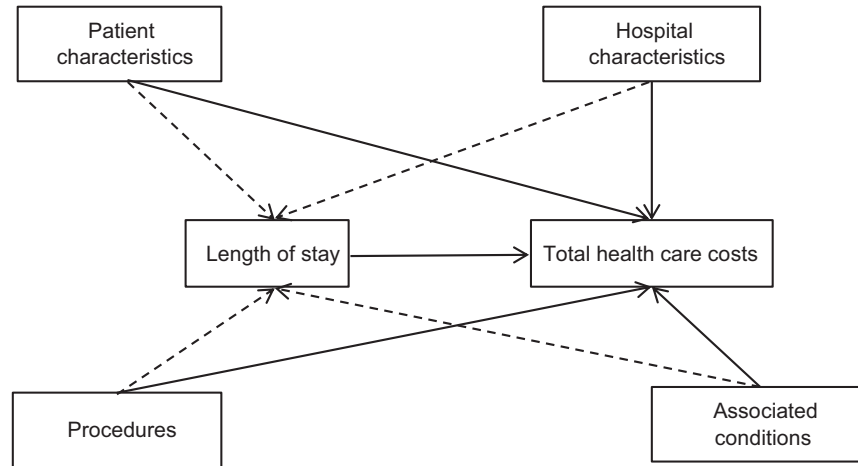 Patient
characteristics
Hospital
characteristics
Length of stay
Total health care costs
Procedures
Associated
conditions